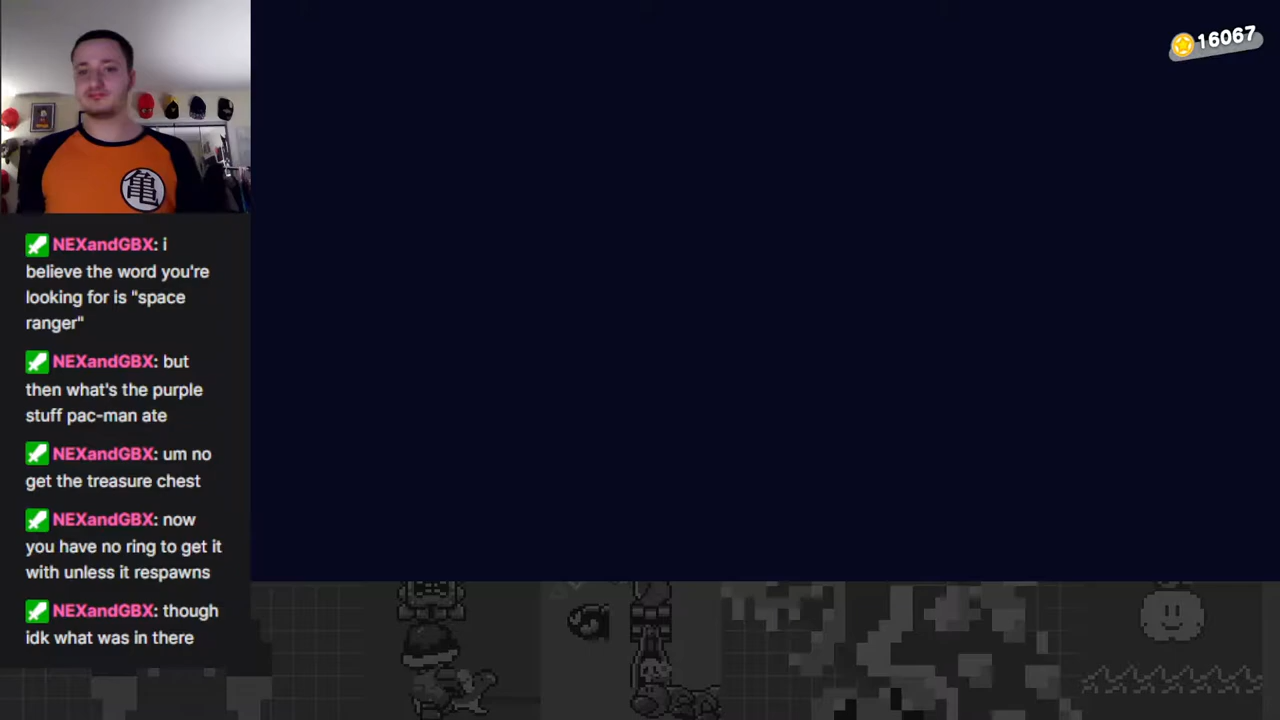 16067
亀
NEXandGBX: i
believe the word you're
looking for is "space
ranger"
NEXandGBX: but
then what's the purple
stuff pac-man ate
NEXandGBX: um no
get the treasure chest
NEXandGBX: now
you have no ring to get it
with unless it respawns
NEXandGBX: though
idk what was in there